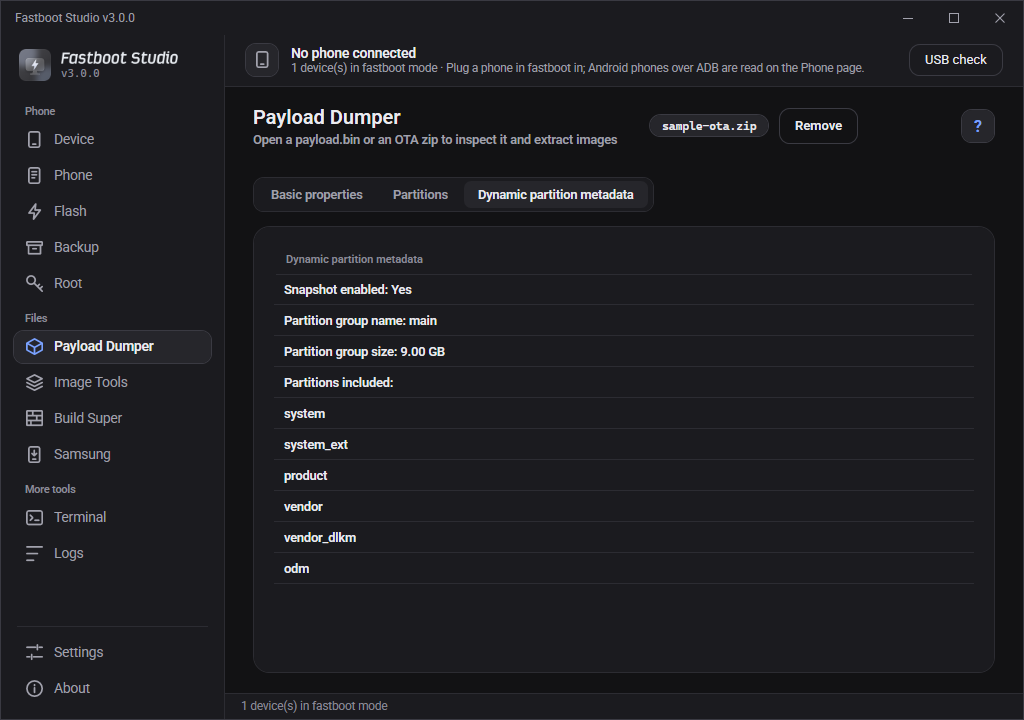 Fastboot Studio v3.0.0
Fastboot Studio
v3.0.0
Phone
Device
Phone
Flash
Backup
Root
Files
Payload Dumper
Image Tools
Build Super
Samsung
More tools
Terminal
Logs
Settings
About
No phone connected
1 device(s) in fastboot mode · Plug a phone in fastboot in; Android phones over ADB are read on the Phone page.
USB check
Payload Dumper
Open a payload.bin or an OTA zip to inspect it and extract images
sample-ota.zip
Remove
?
Basic properties
Partitions
Dynamic partition metadata
Dynamic partition metadata
Snapshot enabled: Yes
Partition group name: main
Partition group size: 9.00 GB
Partitions included:
system
system_ext
product
vendor
vendor_dlkm
odm
1 device(s) in fastboot mode